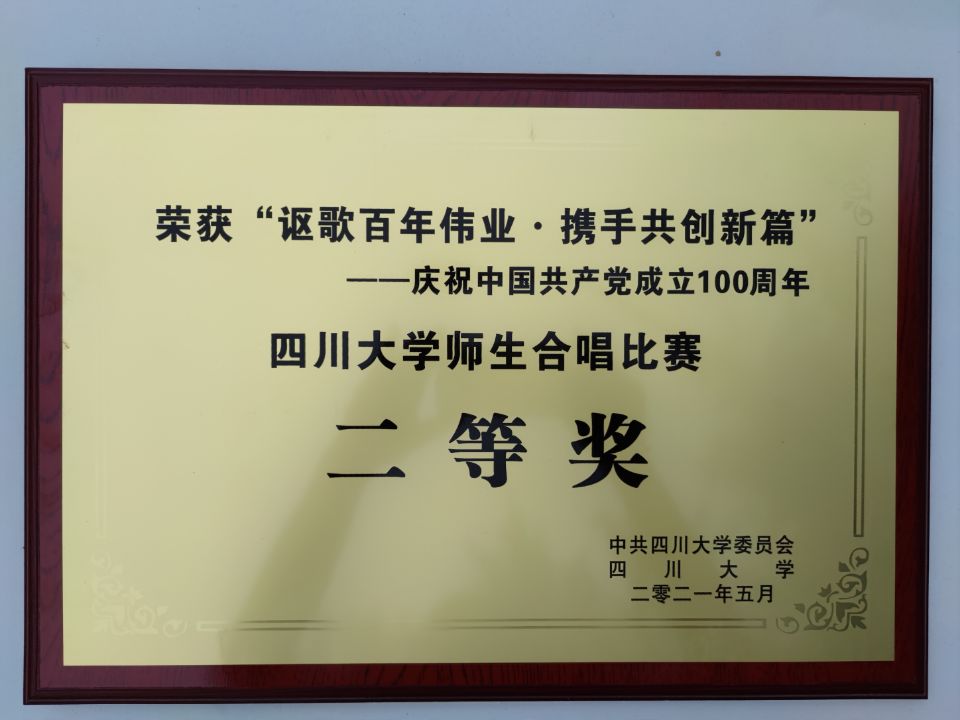 荣获“讴歌百年伟业·携手共创新篇”
——庆祝中国共产党成立100周年
四川大学师生合唱比赛
二等奖
中共四川大学委员会
四川大学
二零二一年五月